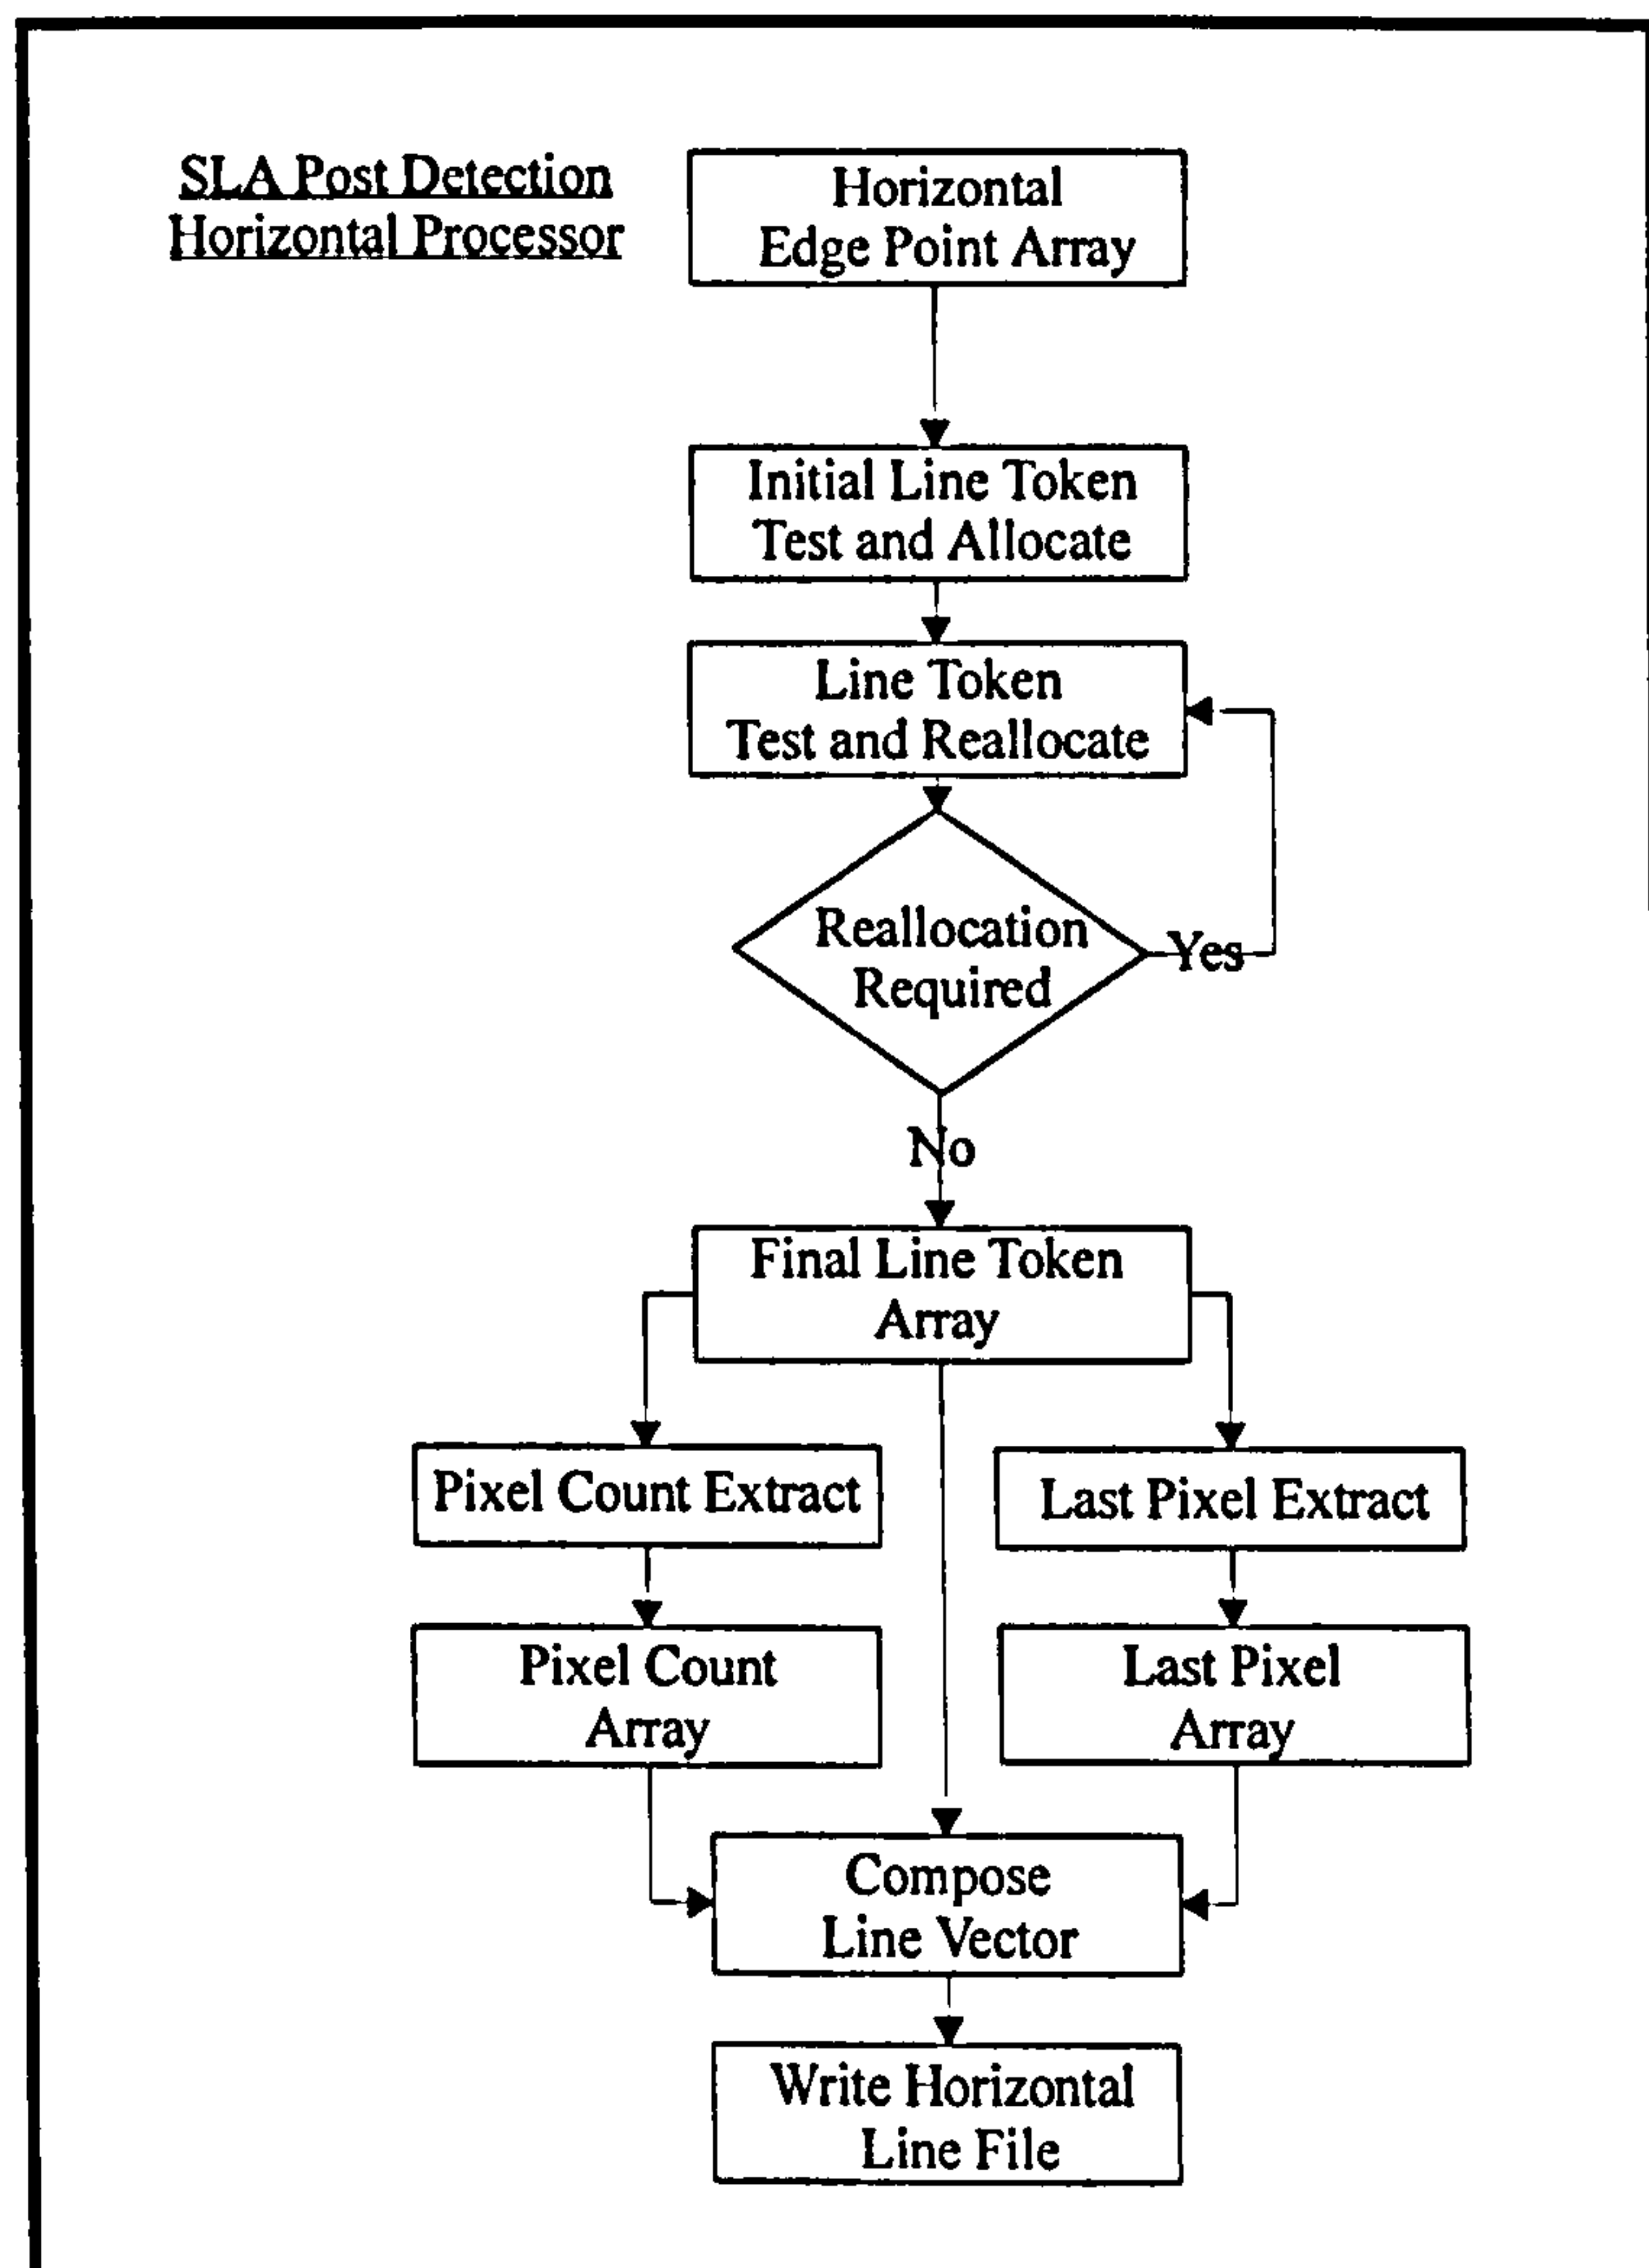 SLA Post Detection
Horizontal Processor
Horizontal
Edge Point Array
Initial Line Token
Test and Allocate
Line Token
Test and Reallocate
Reallocation
Required
Yes
No
Final Line Token
Array
Pixel Count Extract
Last Pixel Extract
Pixel Count
Array
Last Pixel
Array
Compose
Line Vector
Write Horizontal
Line File